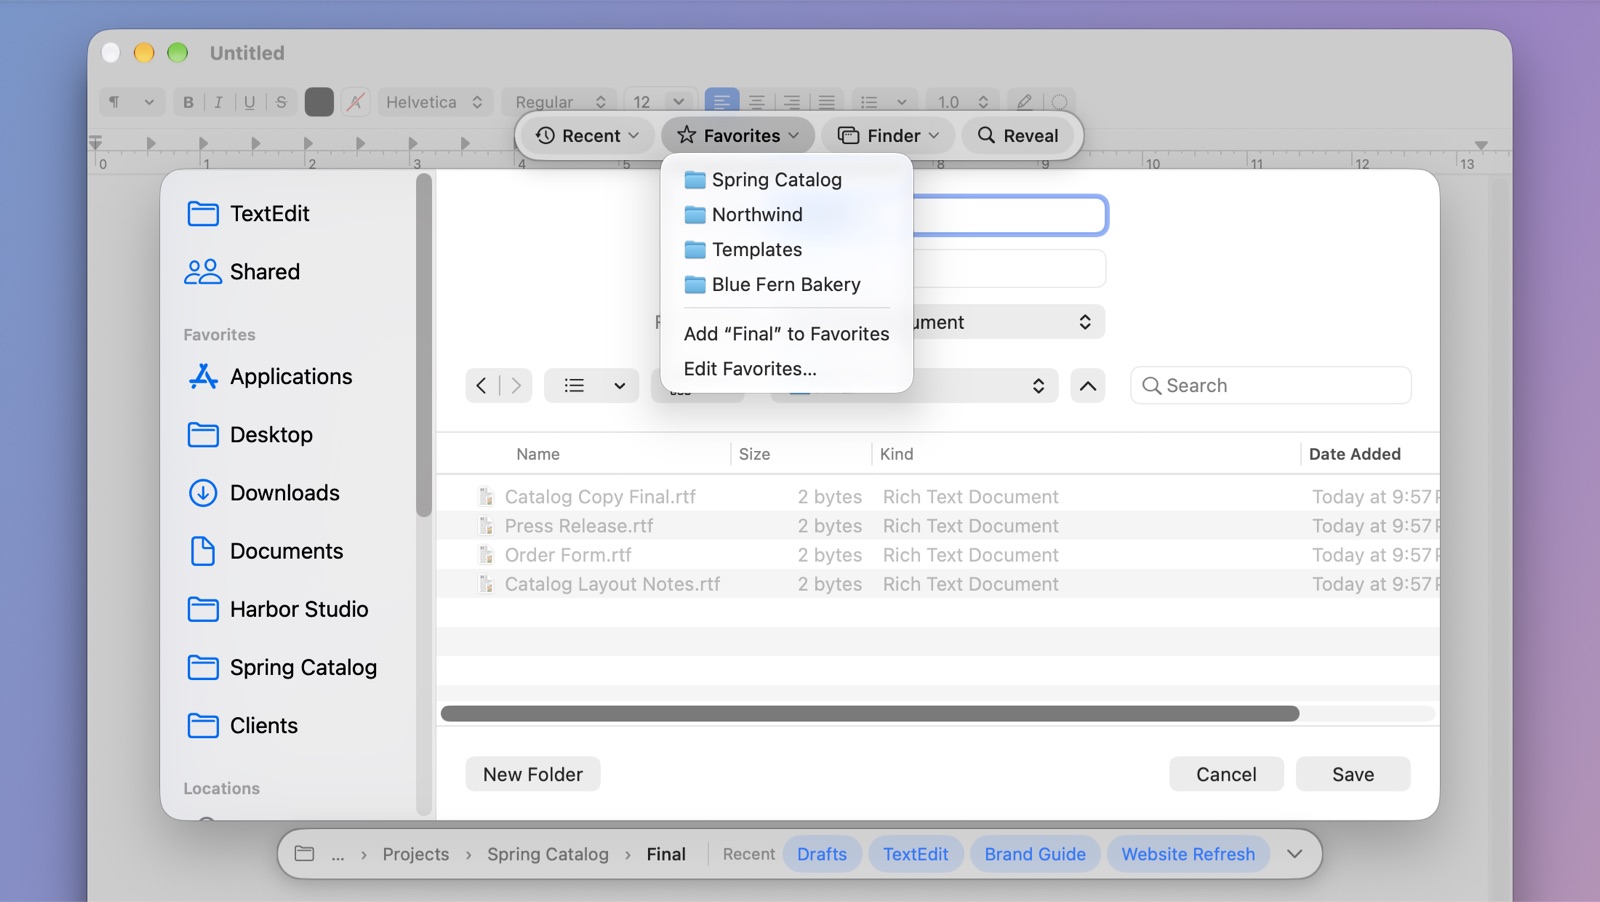 Untitled
¶ B I U S A Helvetica Regular 12 1.0
Recent Favorites Finder Reveal
0 1 2 3 4 5 8 9 10 11 12 13
TextEdit
Shared
Favorites
Applications
Desktop
Downloads
Documents
Harbor Studio
Spring Catalog
Clients
Locations
Spring Catalog
Northwind
Templates
Blue Fern Bakery
Add “Final” to Favorites
Edit Favorites...
Search
Name Size Kind Date Added
Catalog Copy Final.rtf 2 bytes Rich Text Document Today at 9:57
Press Release.rtf 2 bytes Rich Text Document Today at 9:57
Order Form.rtf 2 bytes Rich Text Document Today at 9:57
Catalog Layout Notes.rtf 2 bytes Rich Text Document Today at 9:57
New Folder Cancel Save
... › Projects › Spring Catalog › Final Recent Drafts TextEdit Brand Guide Website Refresh